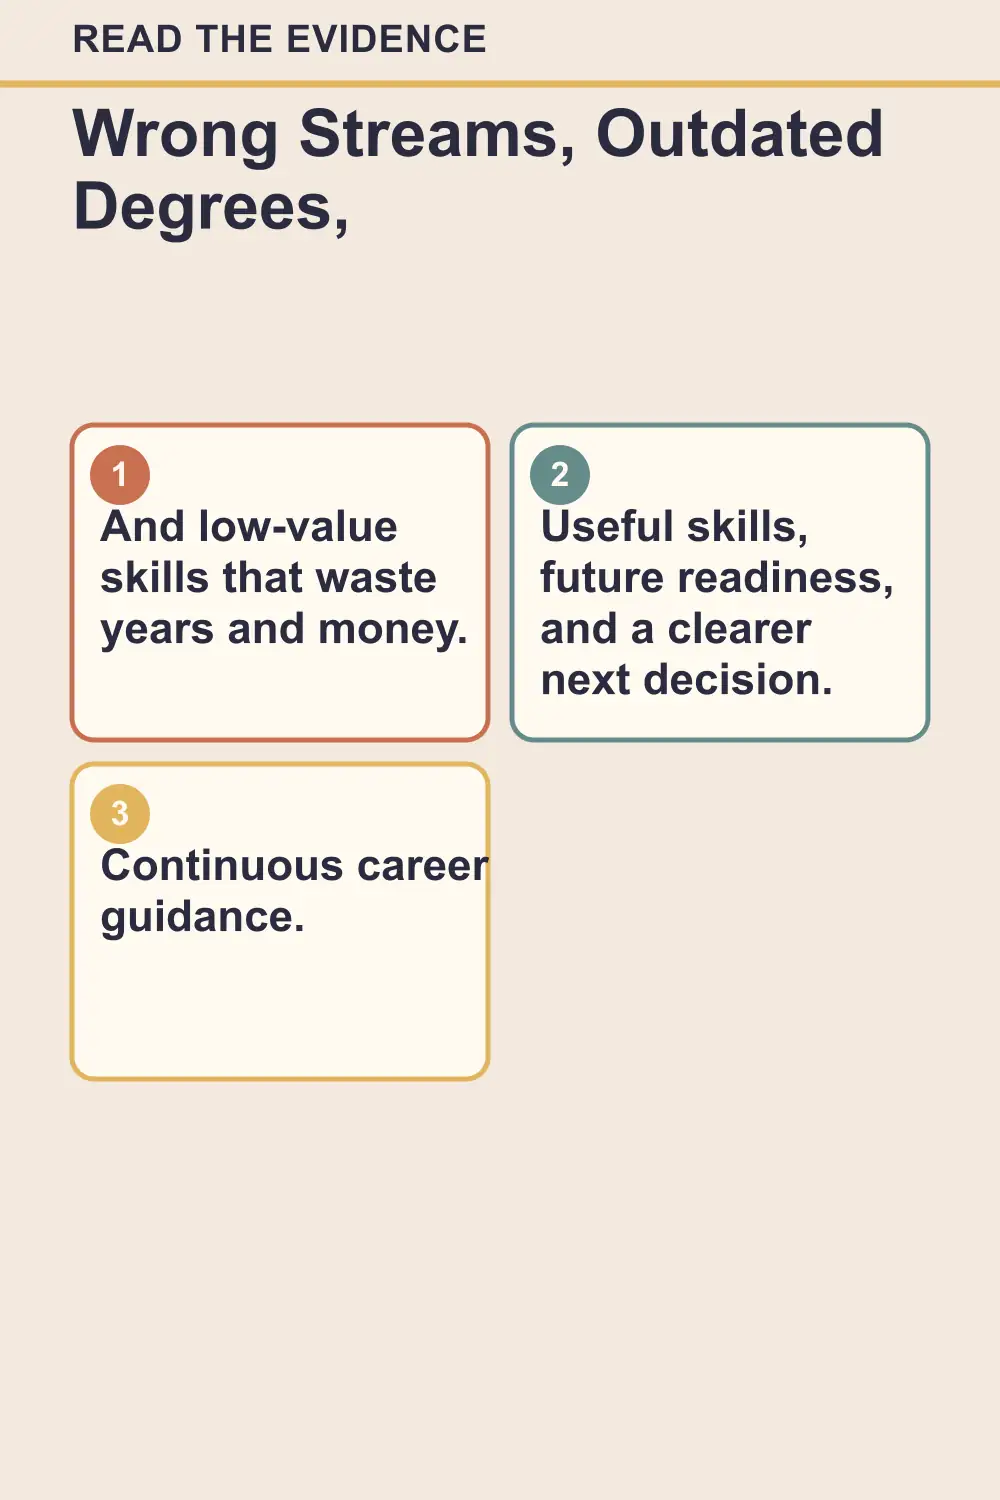 READ THE EVIDENCE
Wrong Streams, Outdated
Degrees,
1
And low-value
skills that waste
years and money.
2
Useful skills,
future readiness,
and a clearer
next decision.
3
Continuous career
guidance.